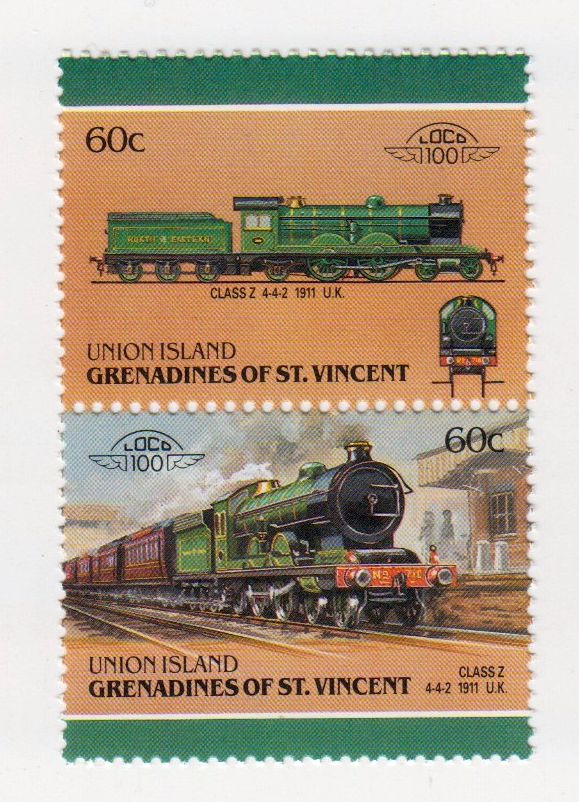 60c
LOCO
100
NORTH EASTERN
CLASS Z 4-4-2 1911 U.K.
UNION ISLAND
GRENADINES OF ST. VINCENT
LOCO
100
60c
UNION ISLAND
GRENADINES OF ST. VINCENT
CLASS Z
4-4-2 1911 U.K.